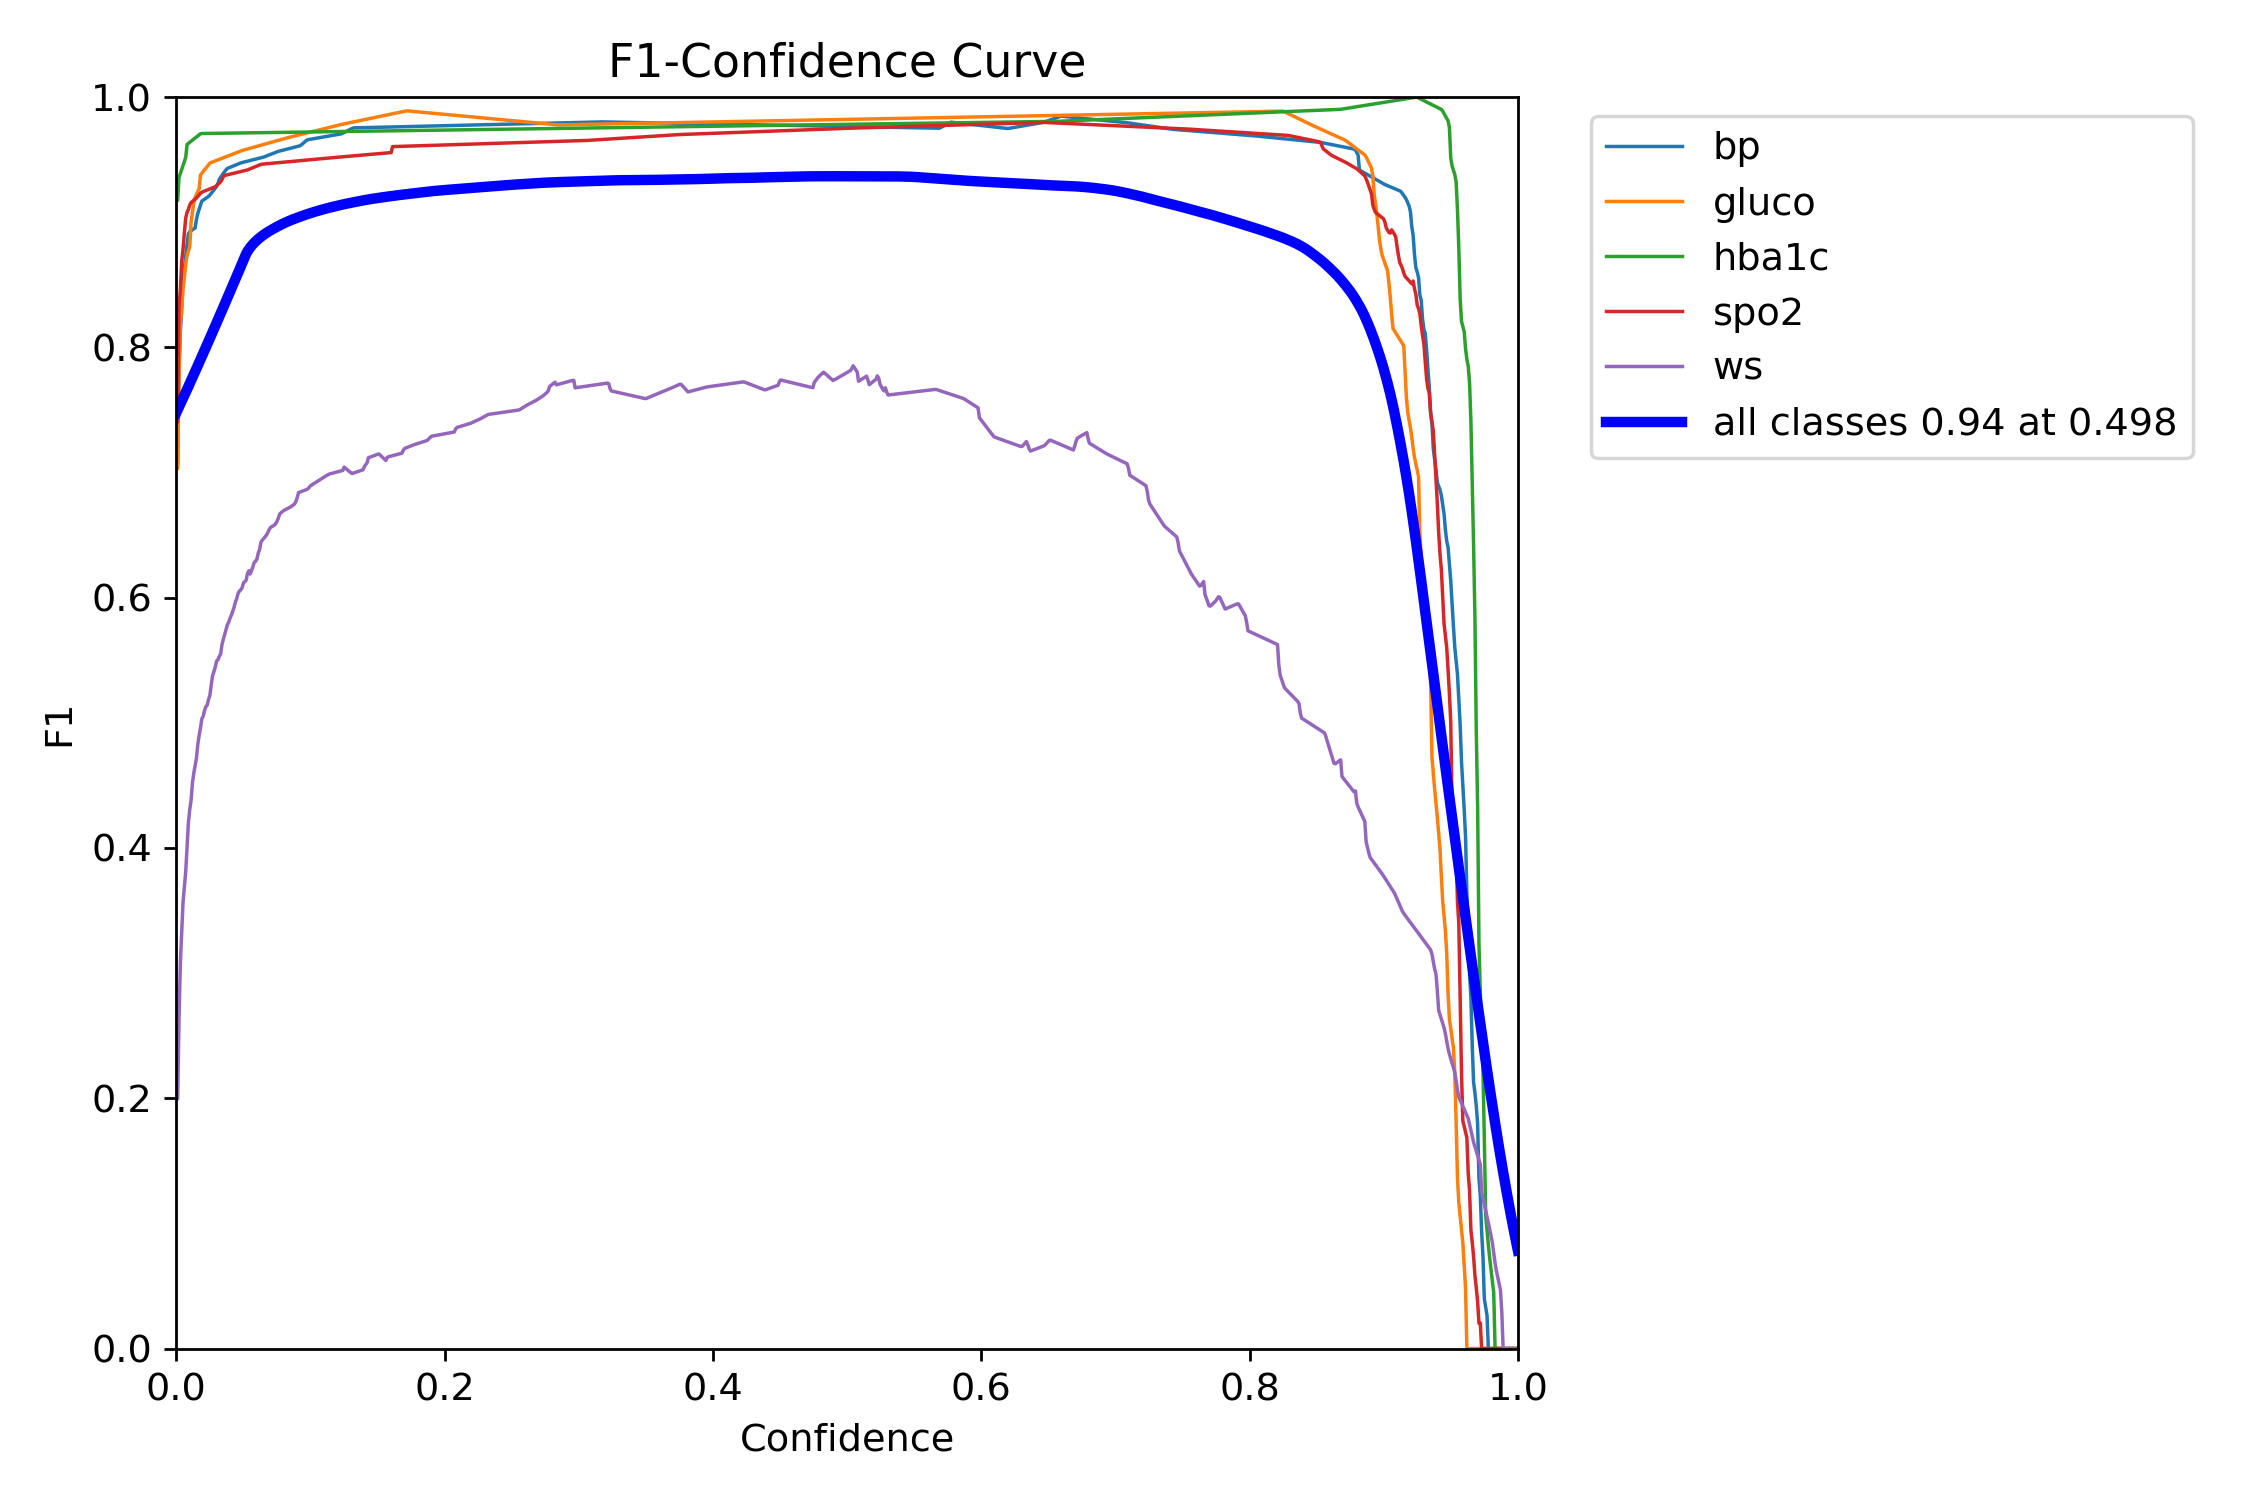 F1-Confidence Curve
1.0
0.8
0.6
0.4
0.2
0.0
F1
0.0 0.2 0.4 0.6 0.8 1.0
Confidence
bp
gluco
hba1c
spo2
ws
all classes 0.94 at 0.498